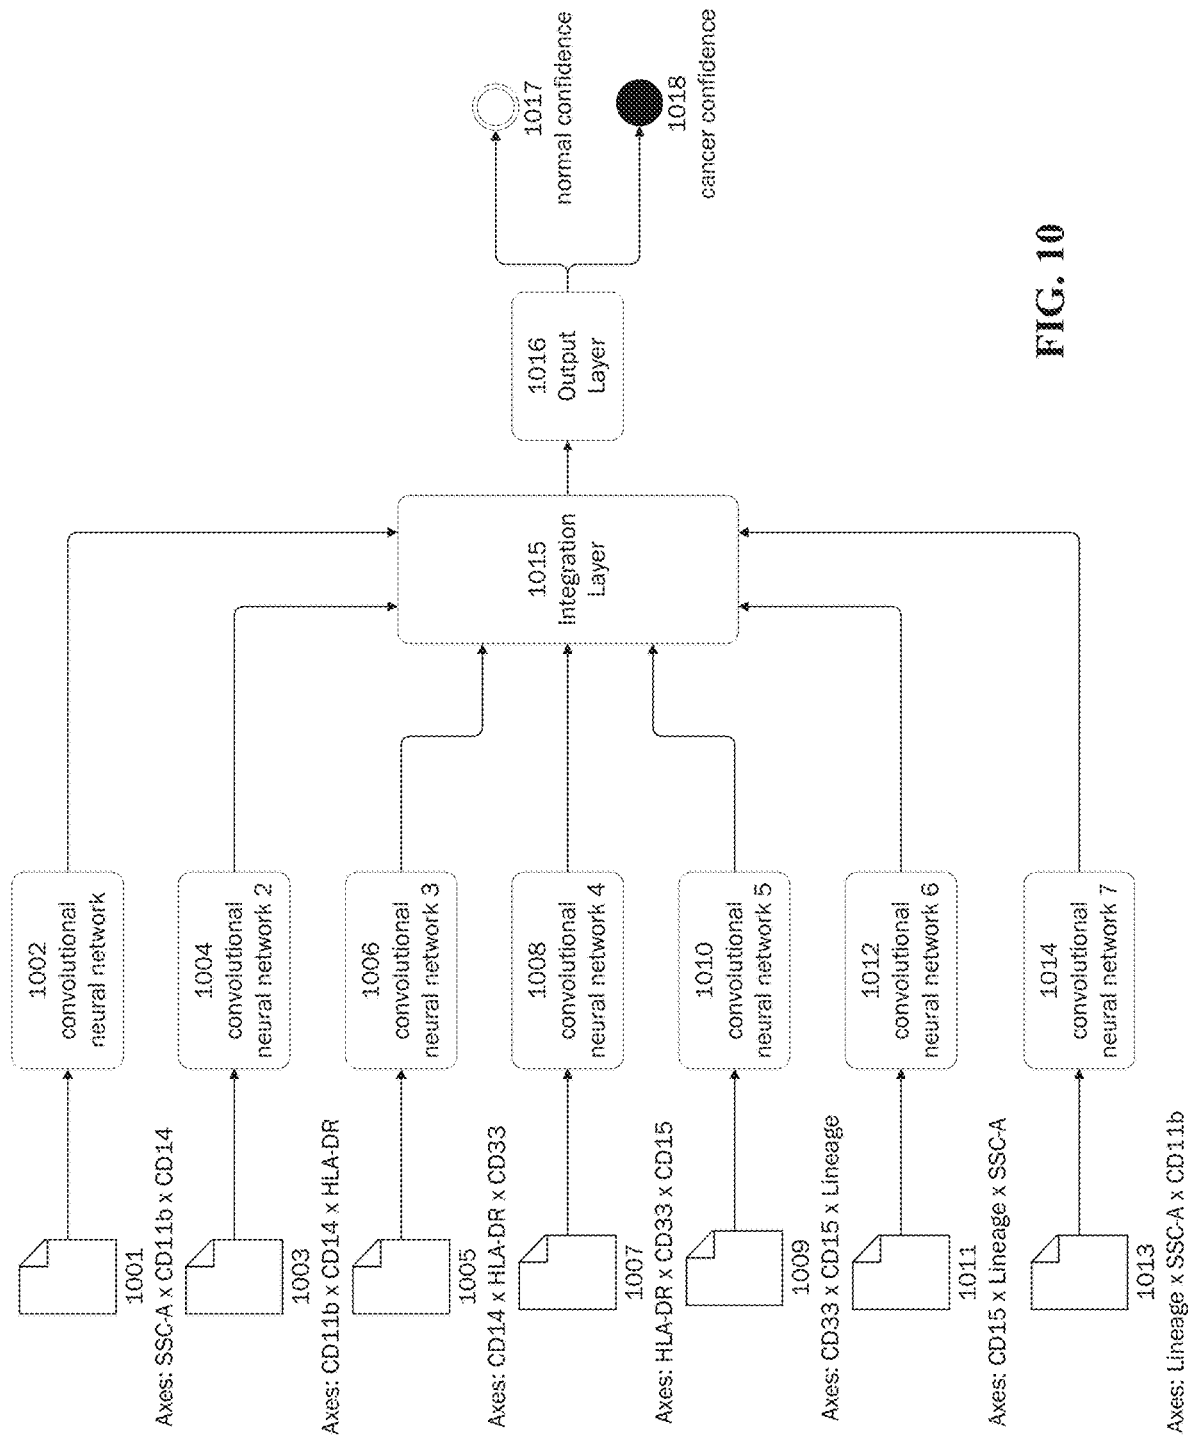 1001
Axes: SSC-A x CD11b x CD14
1002
convolutional
neural network
1003
Axes: CD11b x CD14 x HLA-DR
1004
convolutional
neural network 2
1005
Axes: CD14 x HLA-DR x CD33
1006
convolutional
neural network 3
1007
Axes: HLA-DR x CD33 x CD15
1008
convolutional
neural network 4
1009
Axes: CD33 x CD15 x Lineage
1010
convolutional
neural network 5
1011
Axes: CD15 x Lineage x SSC-A
1012
convolutional
neural network 6
1013
Axes: Lineage x SSC-A x CD11b
1014
convolutional
neural network 7
1015
Integration
Layer
1016
Output
Layer
1017
normal confidence
1018
cancer confidence
FIG. 10